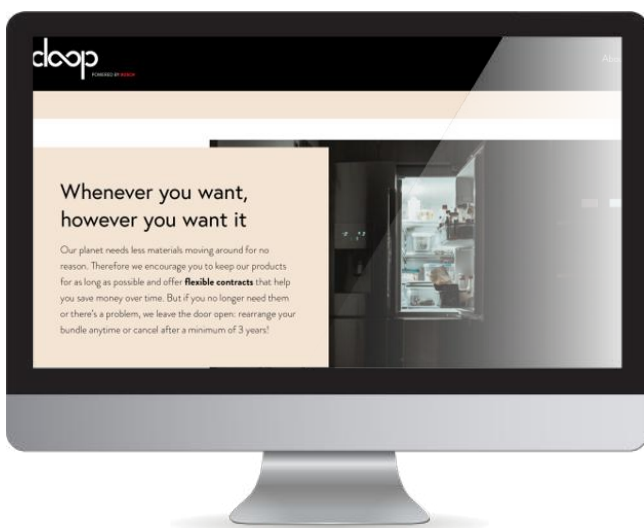 cloop
POWERED BY BOSCH
Whenever you want,
however you want it
Our planet needs less materials moving around for no
reason. Therefore we encourage you to keep our products
for as long as possible and offer flexible contracts that help
you save money over time. But if you no longer need them
or there's a problem, we leave the door open: rearrange your
bundle anytime or cancel after a minimum of 3 years!